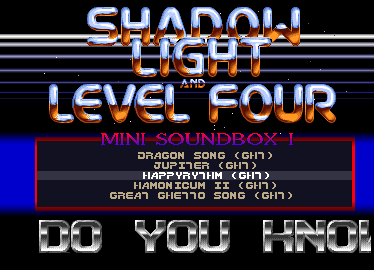 SHADOW
LIGHT
AND
LEVEL FOUR
MINI SOUNDBOX I
DRAGON SONG (GH7)
JUPITER (GH7)
HAPPYRYTHM (GH7)
HAMONICUM II (GH7)
GREAT GHETTO SONG (GH7)
DO YOU KNOW